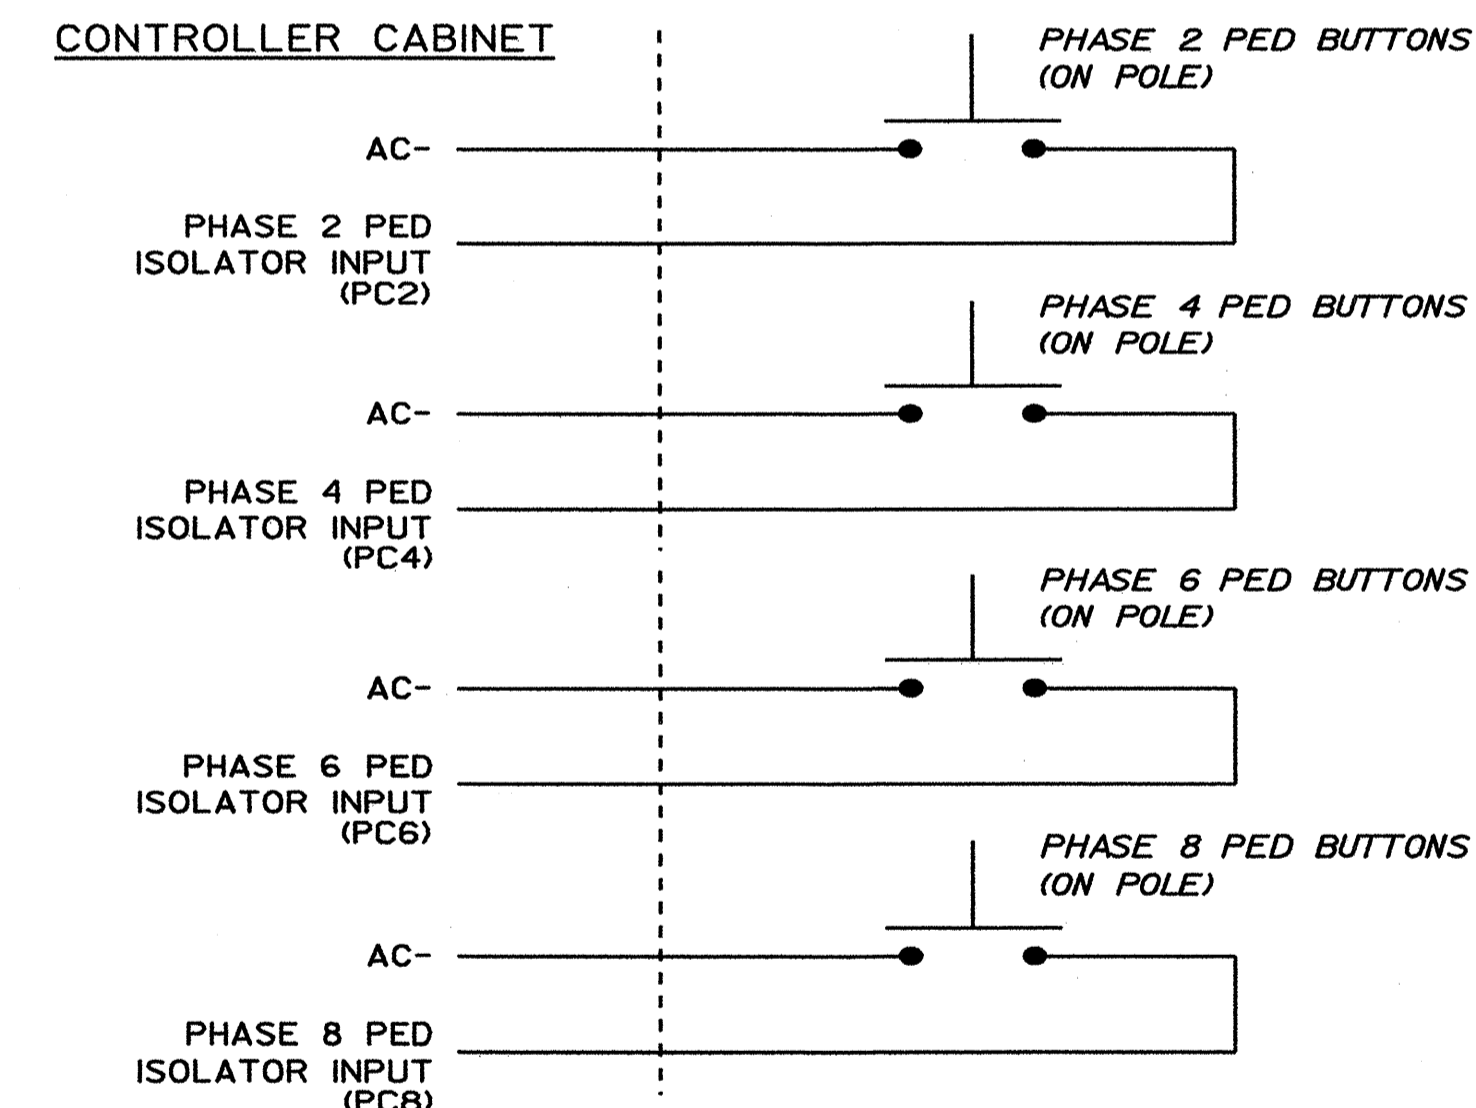 CONTROLLER CABINET
PHASE 2 PED BUTTONS
(ON POLE)
AC-
PHASE 2 PED
ISOLATOR INPUT
(PC2)
PHASE 4 PED BUTTONS
(ON POLE)
AC-
PHASE 4 PED
ISOLATOR INPUT
(PC4)
PHASE 6 PED BUTTONS
(ON POLE)
AC-
PHASE 6 PED
ISOLATOR INPUT
(PC6)
PHASE 8 PED BUTTONS
(ON POLE)
AC-
PHASE 8 PED
ISOLATOR INPUT
(PC8)